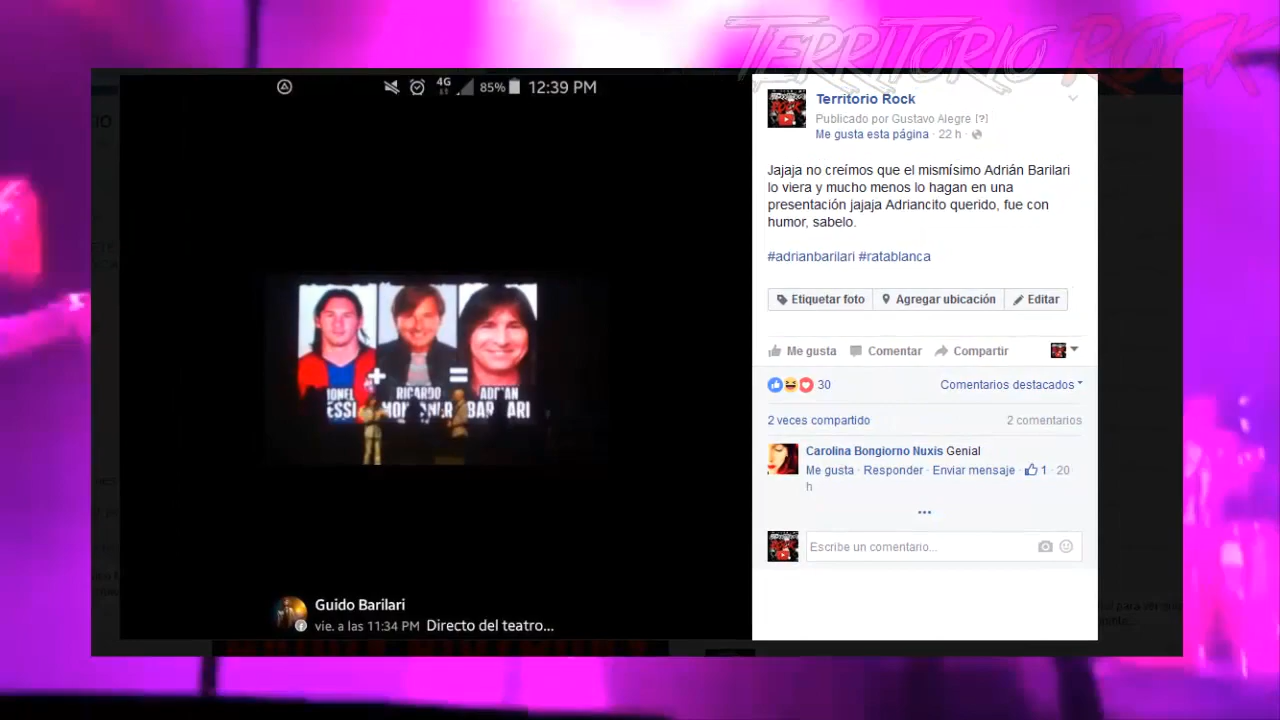 TERRITORIO ROCK
4G
85%
12:39 PM
Territorio Rock
Publicado por Gustavo Alegre [?]
Me gusta esta página · 22 h ·
Jajaja no creímos que el mismísimo Adrián Barilari
lo viera y mucho menos lo hagan en una
presentación jajaja Adriancito querido, fue con
humor, sabelo.
#adrianbarilari #ratablanca
Etiquetar foto
Agregar ubicación
Editar
Me gusta
Comentar
Compartir
30
Comentarios destacados
2 veces compartido
2 comentarios
Carolina Bongiorno Nuxis Genial
Me gusta · Responder · Enviar mensaje · 1 · 20
h
Escribe un comentario...
+
=
RICARDO
Guido Barilari
vie. a las 11:34 PM Directo del teatro...